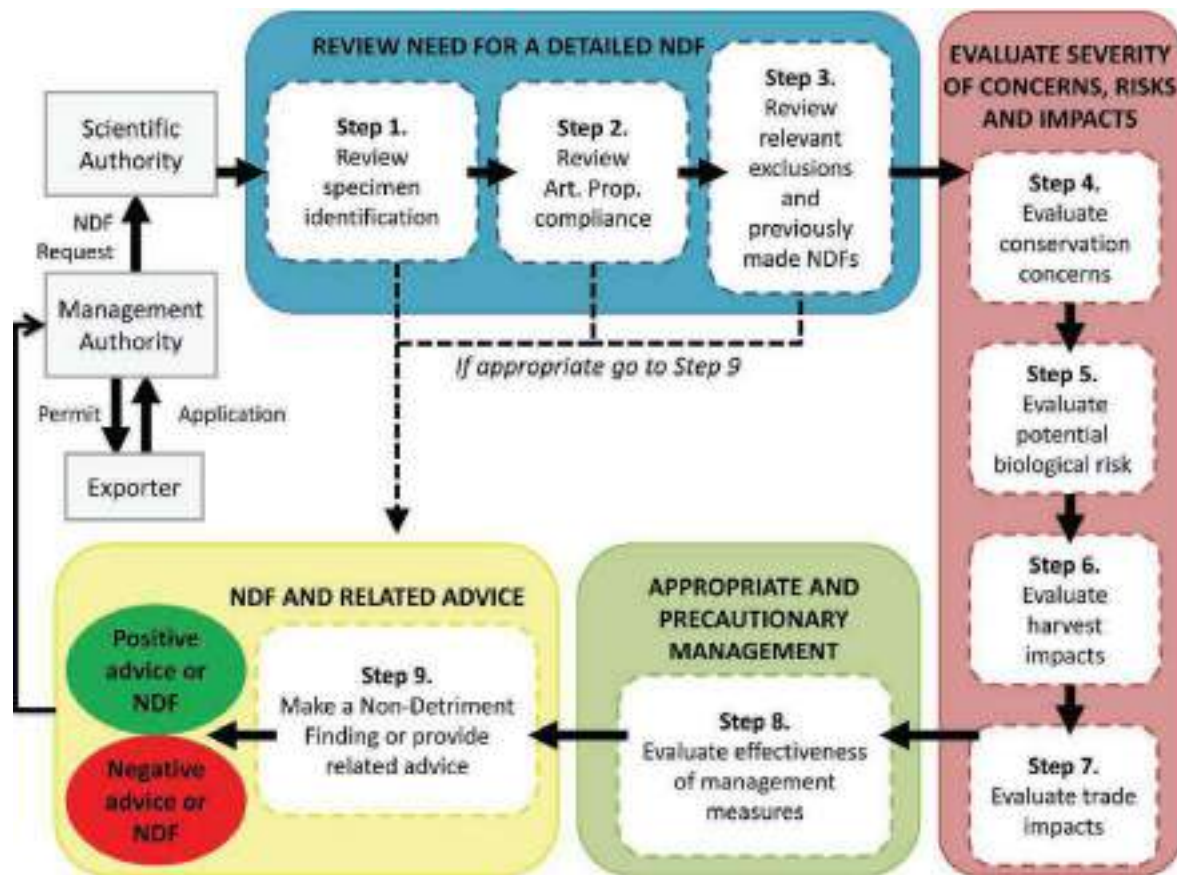 REVIEW NEED FOR A DETAILED NDF
Step 1.
Review
specimen
identification
Step 2.
Review
Art. Prop.
compliance
Step 3.
Review
relevant
exclusions
and
previously
made NDFs
EVALUATE SEVERITY
OF CONCERNS, RISKS
AND IMPACTS
Scientific
Authority
NDF
Request
Management
Authority
Permit
Application
Exporter
If appropriate go to Step 9
Step 4.
Evaluate
conservation
concerns
Step 5.
Evaluate
potential
biological risk
Step 6.
Evaluate
harvest
impacts
Step 7.
Evaluate trade
impacts
APPROPRIATE AND
PRECAUTIONARY
MANAGEMENT
Step 8.
Evaluate effectiveness
of management
measures
NDF AND RELATED ADVICE
Step 9.
Make a Non-Detriment
Finding or provide
related advice
Positive
advice or
NDF
Negative
advice or
NDF